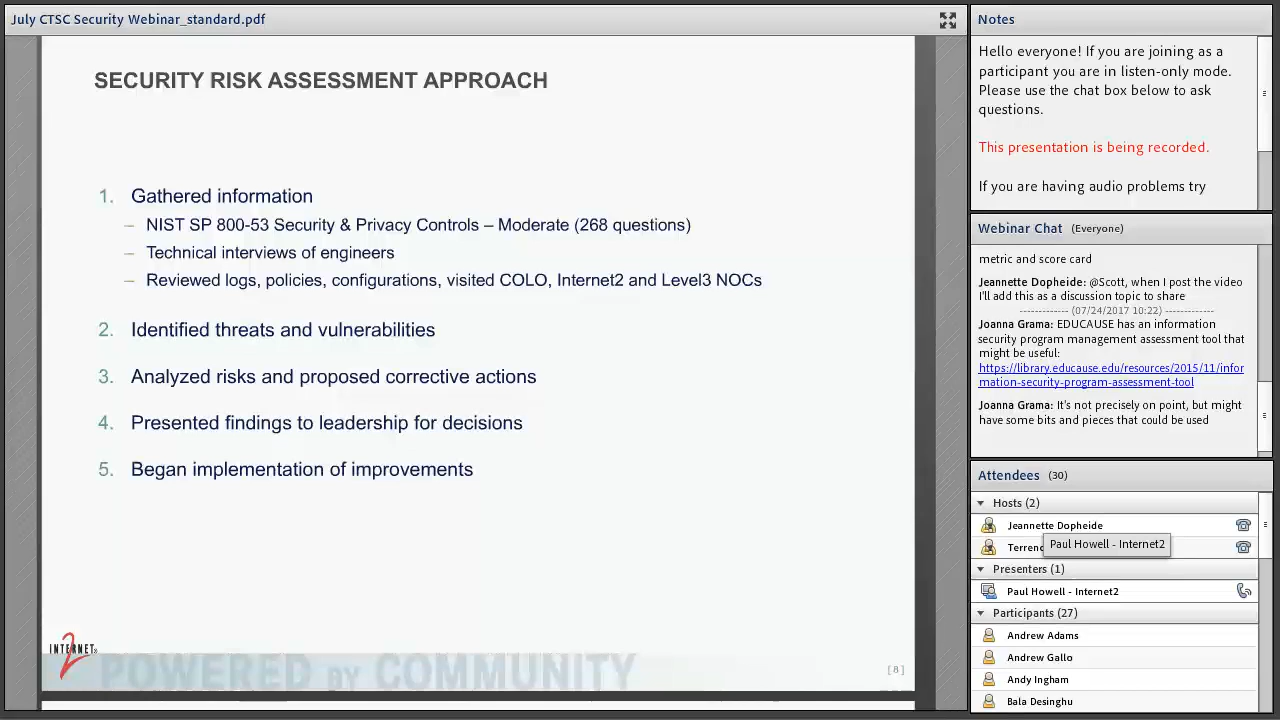 July CTSC Security Webinar_standard.pdf
SECURITY RISK ASSESSMENT APPROACH
1. Gathered information
– NIST SP 800-53 Security & Privacy Controls – Moderate (268 questions)
– Technical interviews of engineers
– Reviewed logs, policies, configurations, visited COLO, Internet2 and Level3 NOCs
2. Identified threats and vulnerabilities
3. Analyzed risks and proposed corrective actions
4. Presented findings to leadership for decisions
5. Began implementation of improvements
INTERNET
2
COMMUNITY
[ 8 ]
Notes
Hello everyone! If you are joining as a
participant you are in listen-only mode.
Please use the chat box below to ask
questions.
This presentation is being recorded.
If you are having audio problems try
Webinar Chat (Everyone)
metric and score card
Jeannette Dopheide: @Scott, when I post the video
I'll add this as a discussion topic to share
------------- (07/24/2017 10:22) -------------
Joanna Grama: EDUCAUSE has an information
security program management assessment tool that
might be useful:
https://library.educause.edu/resources/2015/11/infor
mation-security-program-assessment-tool
Joanna Grama: It's not precisely on point, but might
have some bits and pieces that could be used
Attendees (30)
Hosts (2)
Jeannette Dopheide
Paul Howell - Internet2
Presenters (1)
Paul Howell - Internet2
Participants (27)
Andrew Adams
Andrew Gallo
Andy Ingham
Bala Desinghu